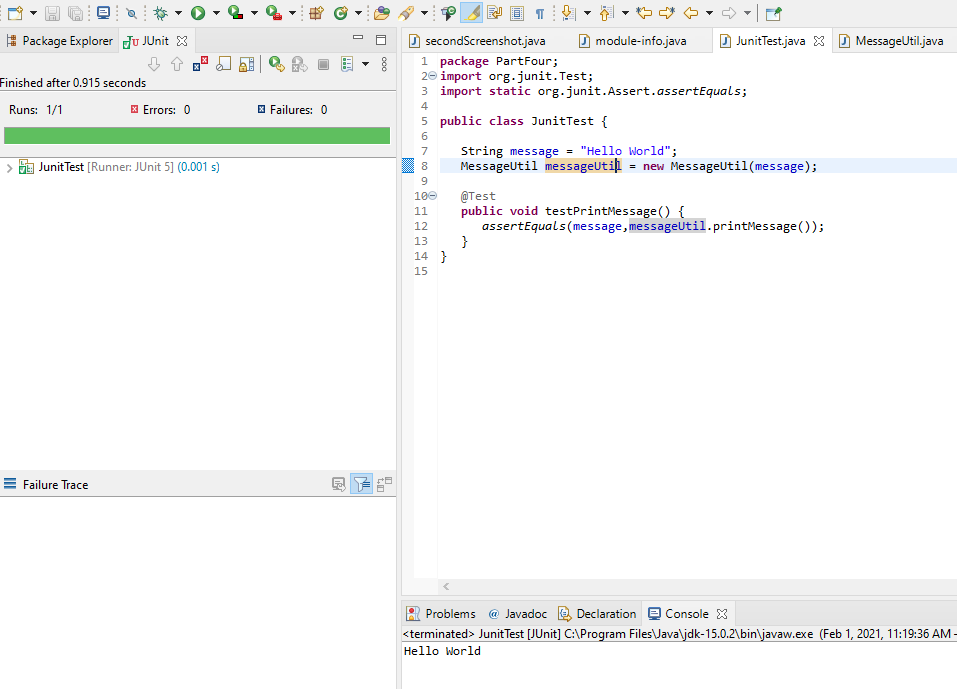 Package Explorer JUnit
Finished after 0.915 seconds
Runs: 1/1 Errors: 0 Failures: 0
JunitTest [Runner: JUnit 5] (0.001 s)
Failure Trace
secondScreenshot.java module-info.java JunitTest.java MessageUtil.java
1 package PartFour;
2 import org.junit.Test;
3 import static org.junit.Assert.assertEquals;
4
5 public class JunitTest {
6
7 String message = "Hello World";
8 MessageUtil messageUtil = new MessageUtil(message);
9
10 @Test
11 public void testPrintMessage() {
12 assertEquals(message,messageUtil.printMessage());
13 }
14 }
15
Problems @ Javadoc Declaration Console
<terminated> JunitTest [JUnit] C:\Program Files\Java\jdk-15.0.2\bin\javaw.exe (Feb 1, 2021, 11:19:36 AM –
Hello World